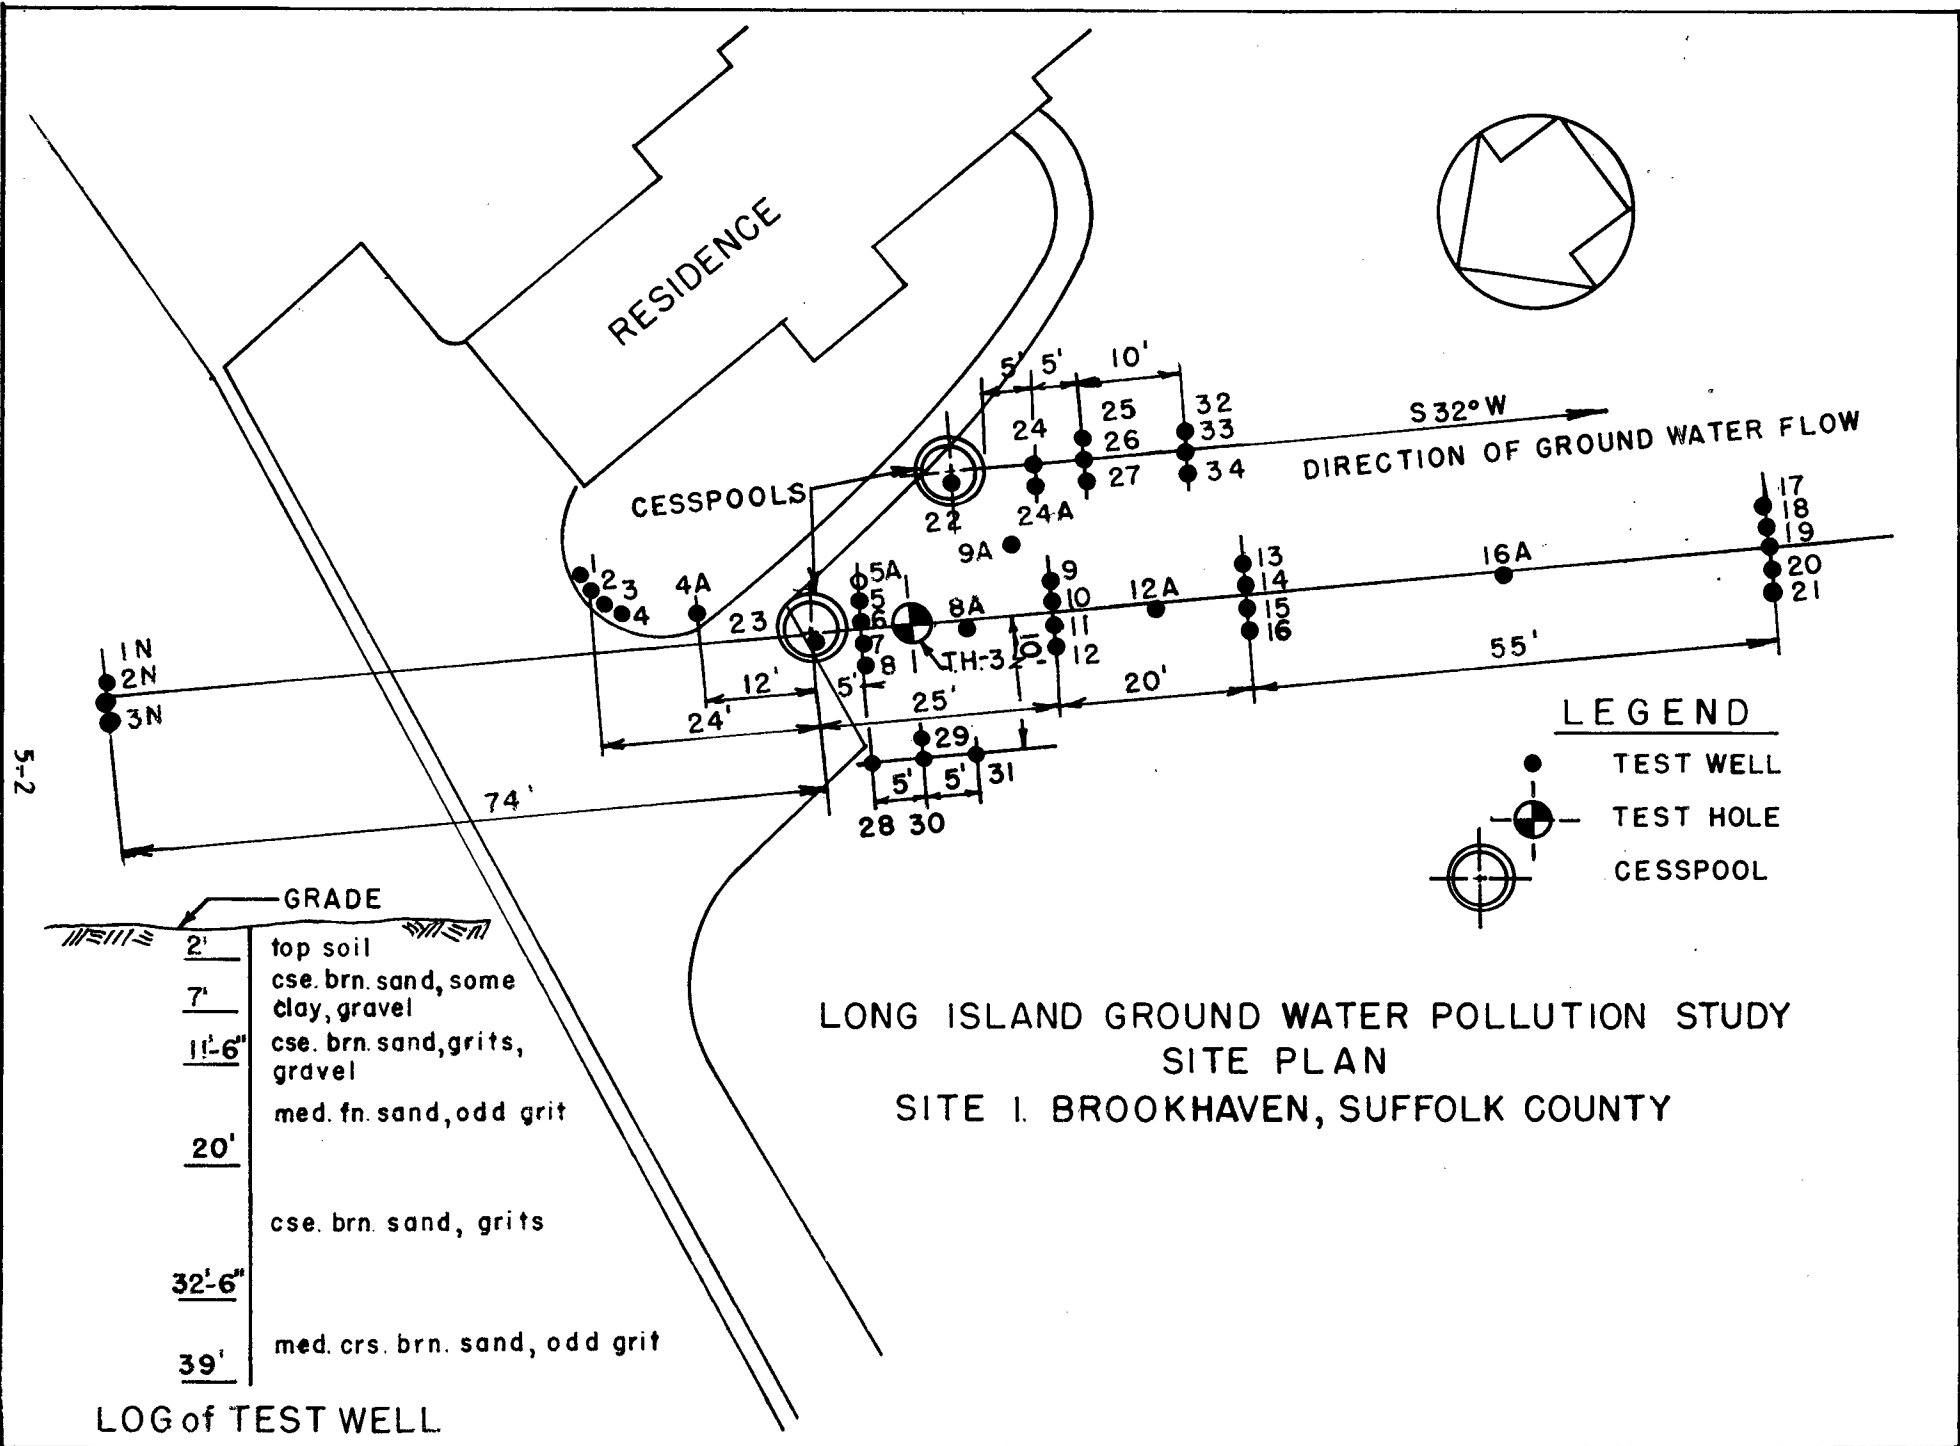 RESIDENCE
5' 5' 10'
S 32° W
DIRECTION OF GROUND WATER FLOW
CESSPOOLS
22
24
24A
25
26
27
32
33
34
9A
1
2
3
4
4A
23
5A
5
6
7
8
8A
T.H.-3
9
10
11
12
12A
13
14
15
16
16A
17
18
19
20
21
1N
2N
3N
12'
5'
10'
24'
25'
20'
55'
74'
29
31
5' 5'
28 30
LEGEND
TEST WELL
TEST HOLE
CESSPOOL
5-2
GRADE
2' top soil
cse. brn. sand, some
7' clay, gravel
11'-6" cse. brn. sand, grits,
gravel
med. fn. sand, odd grit
20'
cse. brn. sand, grits
32'-6"
med. crs. brn. sand, odd grit
39'
LOG of TEST WELL
LONG ISLAND GROUND WATER POLLUTION STUDY
SITE PLAN
SITE 1. BROOKHAVEN, SUFFOLK COUNTY